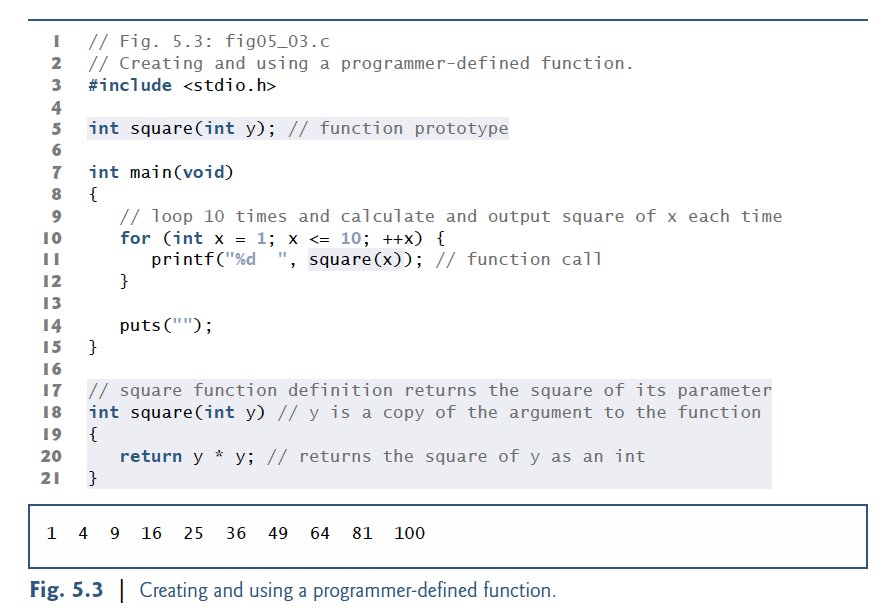 1 // Fig. 5.3: fig05_03.c
2 // Creating and using a programmer-defined function.
3 #include <stdio.h>
4
5 int square(int y); // function prototype
6
7 int main(void)
8 {
9    // loop 10 times and calculate and output square of x each time
10    for (int x = 1; x <= 10; ++x) {
11       printf("%d  ", square(x)); // function call
12    }
13
14    puts("");
15 }
16
17 // square function definition returns the square of its parameter
18 int square(int y) // y is a copy of the argument to the function
19 {
20    return y * y; // returns the square of y as an int
21 }
1  4  9  16  25  36  49  64  81  100
Fig. 5.3 | Creating and using a programmer-defined function.